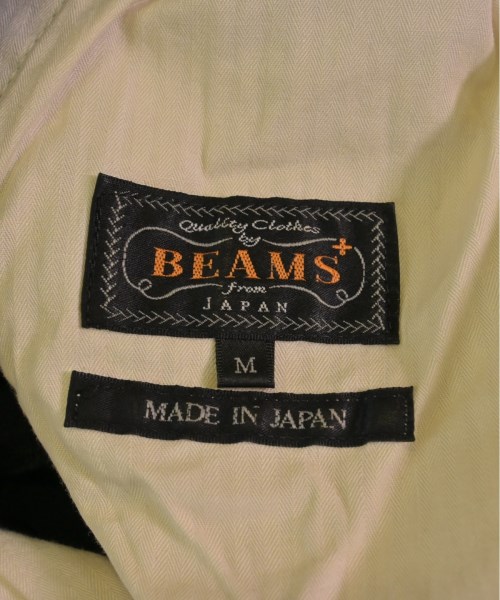 Quality Clothes
by
BEAMS+
from
JAPAN
M
MADE IN JAPAN